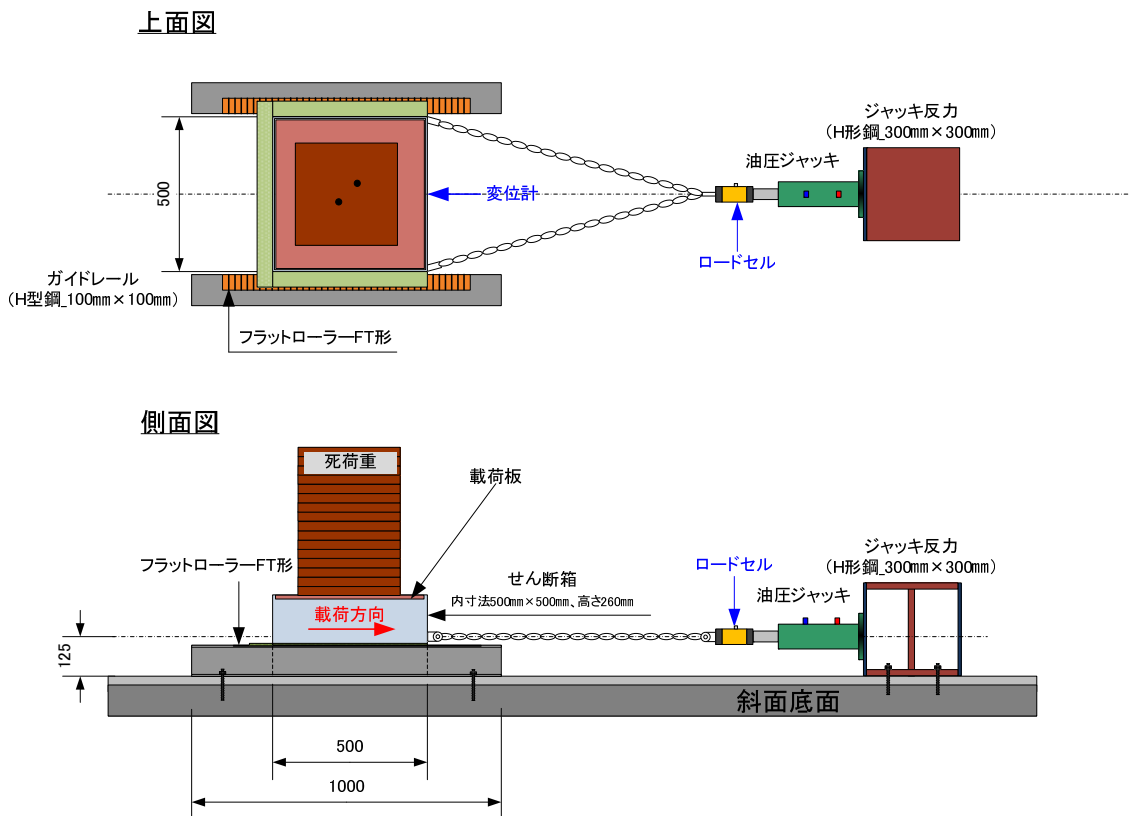 上面図
ジャッキ反力
(H形鋼_300mm×300mm)
油圧ジャッキ
500
変位計
ロードセル
ガイドレール
(H型鋼_100mm×100mm)
フラットローラーFT形
側面図
死荷重
載荷板
フラットローラーFT形
せん断箱
内寸法500mm×500mm、高さ260mm
載荷方向
ロードセル
ジャッキ反力
(H形鋼_300mm×300mm)
油圧ジャッキ
125
斜面底面
500
1000